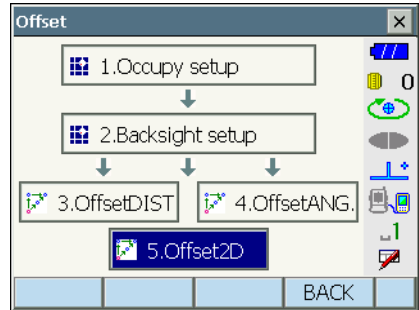 Offset
1.Occupy setup
0
2.Backsight setup
3.OffsetDIST
4.OffsetANG.
1
5.Offset2D
BACK